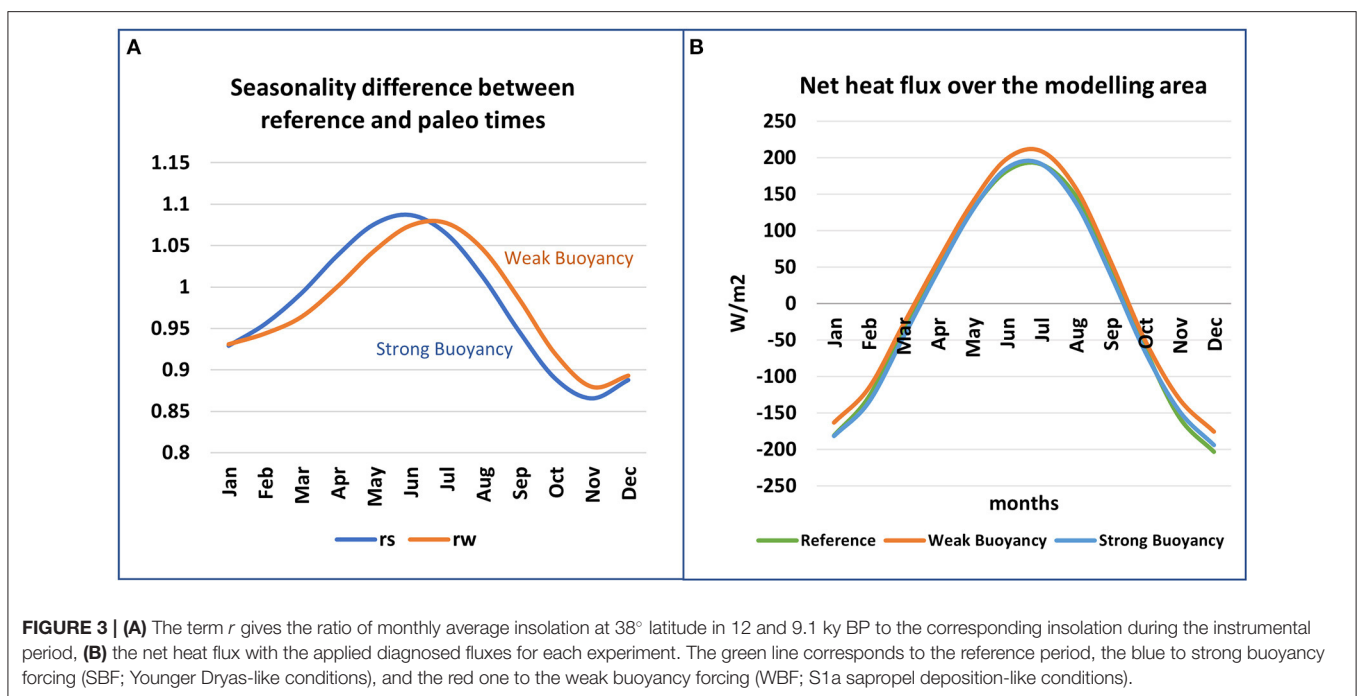 A
Seasonality difference between
reference and paleo times
1.15
1.1
1.05
1
0.95
0.9
0.85
0.8
Weak Buoyancy
Strong Buoyancy
Jan
Feb
Mar
Apr
May
Jun
Jul
Aug
Sep
Oct
Nov
Dec
rs rw
B
Net heat flux over the modelling area
250
200
150
100
50
0
-50
-100
-150
-200
-250
W/m2
Jan
Feb
Mar
Apr
May
Jun
Jul
Aug
Sep
Oct
Nov
Dec
months
Reference Weak Buoyancy Strong Buoyancy
FIGURE 3 | (A) The term r gives the ratio of monthly average insolation at 38° latitude in 12 and 9.1 ky BP to the corresponding insolation during the instrumental
period, (B) the net heat flux with the applied diagnosed fluxes for each experiment. The green line corresponds to the reference period, the blue to strong buoyancy
forcing (SBF; Younger Dryas-like conditions), and the red one to the weak buoyancy forcing (WBF; S1a sapropel deposition-like conditions).